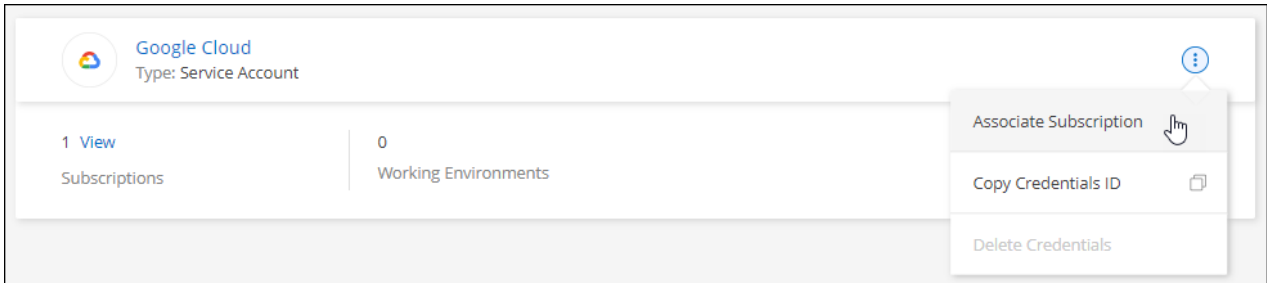 Google Cloud
Type: Service Account
Associate Subscription
1 View
0
Subscriptions
Working Environments
Copy Credentials ID
Delete Credentials